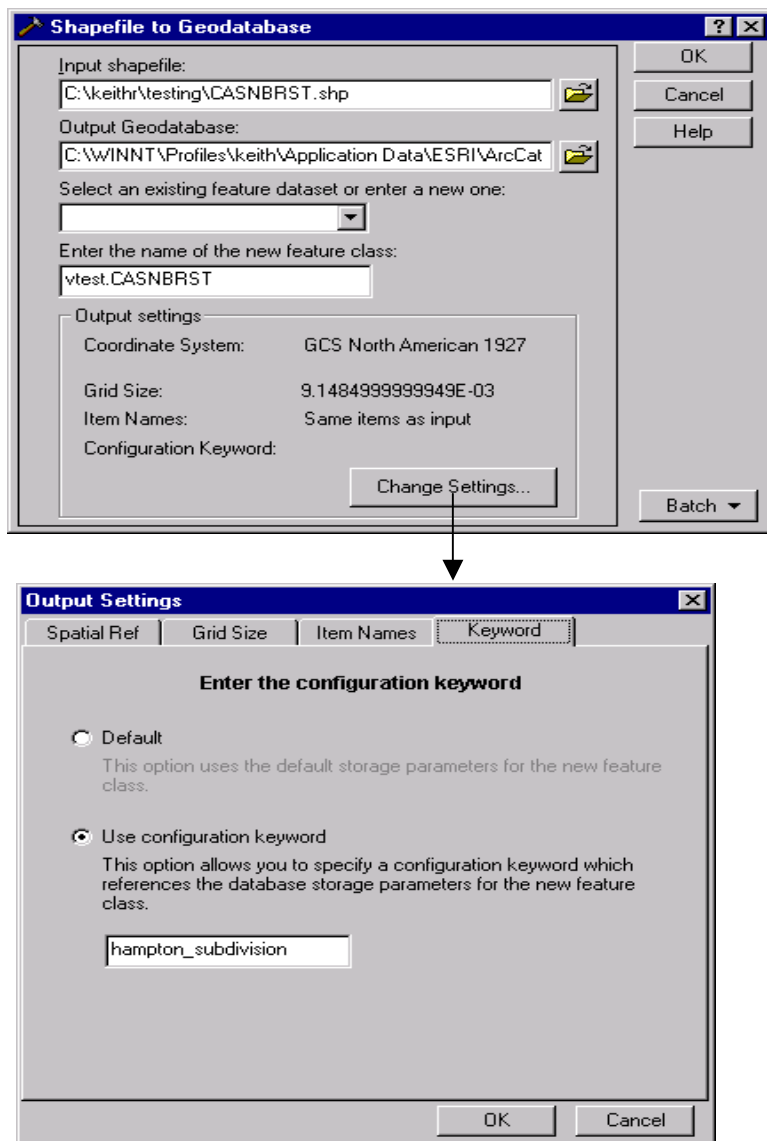 Shapefile to Geodatabase
Input shapefile:
C:\keithr\testing\CASNBRST.shp
Output Geodatabase:
C:\WINNT\Profiles\keith\Application Data\ESRI\ArcCat
Select an existing feature dataset or enter a new one:
Enter the name of the new feature class:
vtest.CASNBRST
Output settings
Coordinate System: GCS North American 1927
Grid Size: 9.1484999999949E-03
Item Names: Same items as input
Configuration Keyword:
Change Settings...
OK
Cancel
Help
Batch
Output Settings
Spatial Ref Grid Size Item Names Keyword
Enter the configuration keyword
Default
This option uses the default storage parameters for the new feature
class.
Use configuration keyword
This option allows you to specify a configuration keyword which
references the database storage parameters for the new feature
class.
hampton_subdivision
OK Cancel